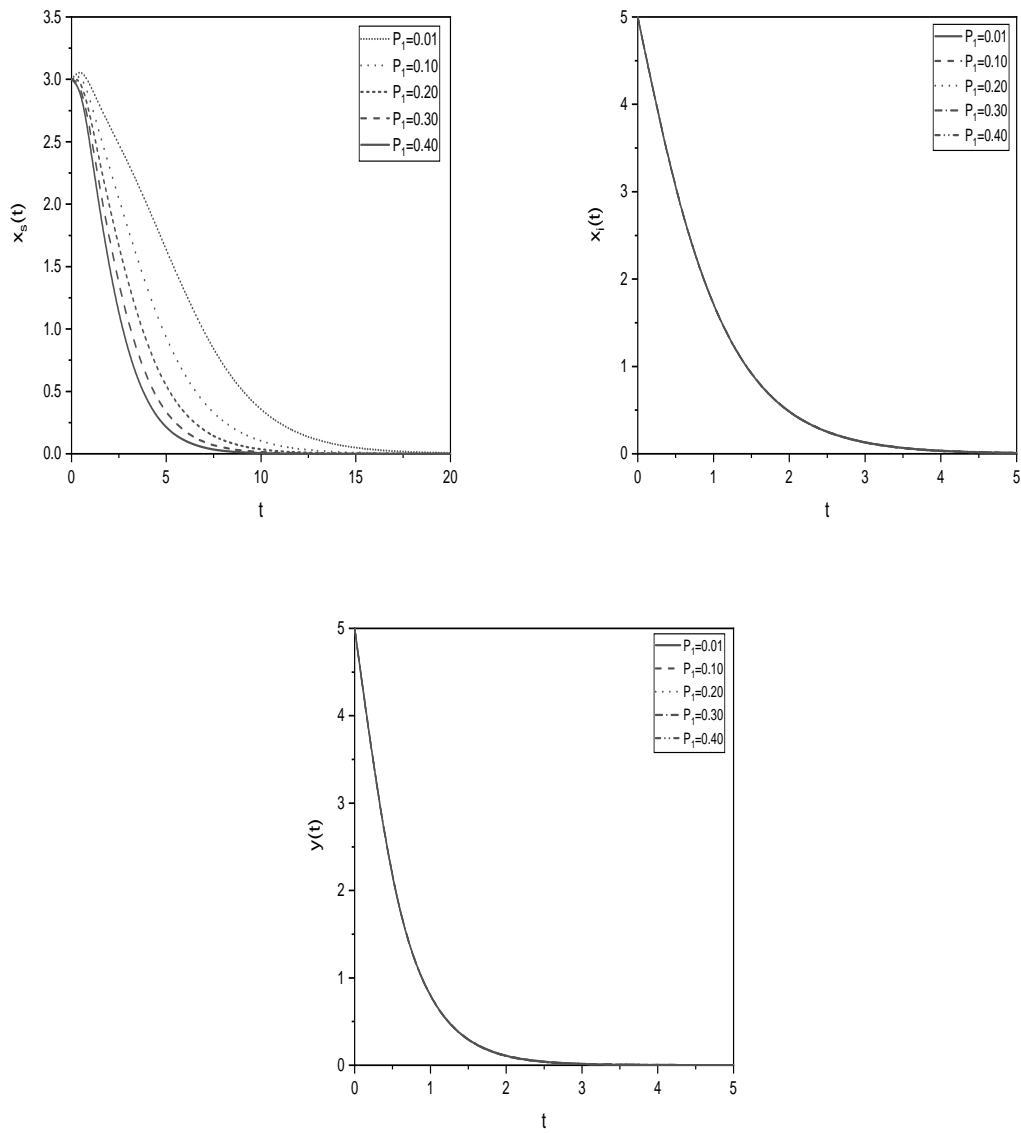 3.5
3.0
2.5
2.0
1.5
1.0
0.5
0.0
x_s(t)
0 5 10 15 20
t
P_1=0.01
P_1=0.10
P_1=0.20
P_1=0.30
P_1=0.40
5
4
3
2
1
0
x_i(t)
0 1 2 3 4 5
t
P_1=0.01
P_1=0.10
P_1=0.20
P_1=0.30
P_1=0.40
5
4
3
2
1
0
y(t)
0 1 2 3 4 5
t
P_1=0.01
P_1=0.10
P_1=0.20
P_1=0.30
P_1=0.40